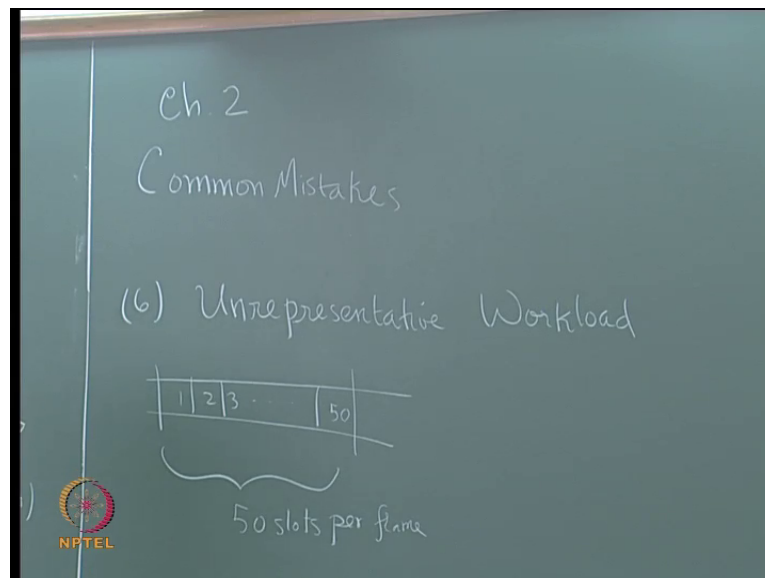 Ch. 2
Common Mistakes
(6) Unrepresentative Workload
1 2 3 ..... 50
50 slots per frame
)
NPTEL